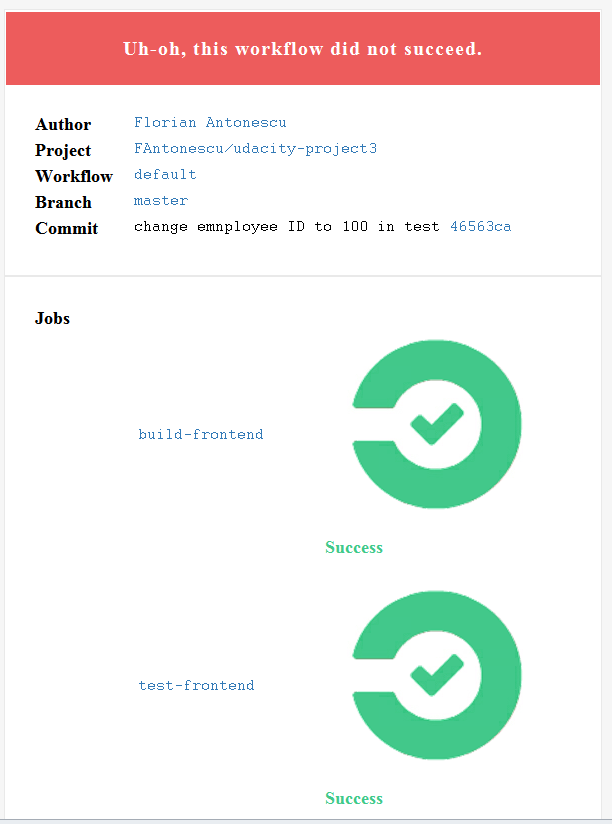 Uh-oh, this workflow did not succeed.
Author Florian Antonescu
Project FAntonescu/udacity-project3
Workflow default
Branch master
Commit change emnployee ID to 100 in test 46563ca
Jobs
build-frontend
Success
test-frontend
Success